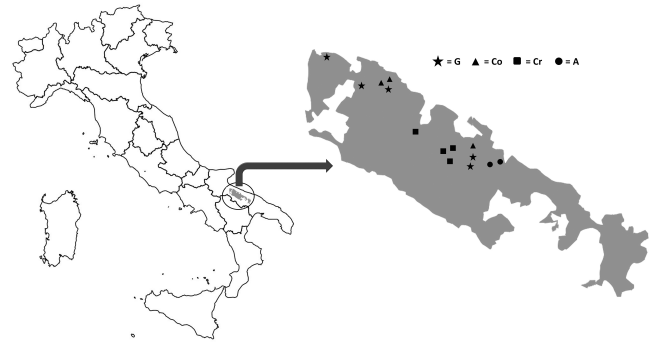 ★ = G ▲ = Co ■ = Cr ● = A